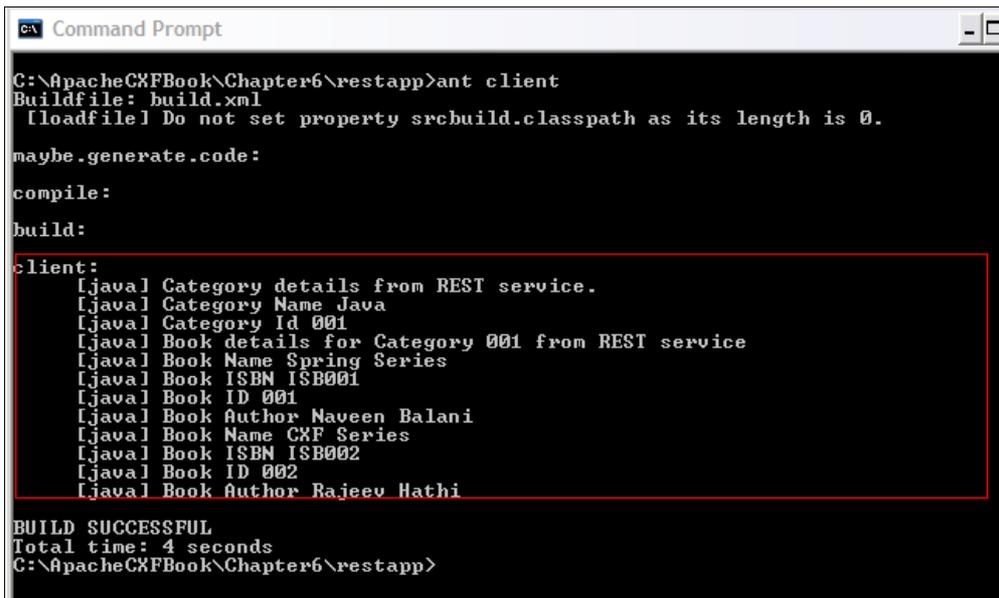 Command Prompt
C:\ApacheCXFBook\Chapter6\restapp>ant client
Buildfile: build.xml
[loadfile] Do not set property srcbuild.classpath as its length is 0.
maybe.generate.code:
compile:
build:
client:
[java] Category details from REST service.
[java] Category Name Java
[java] Category Id 001
[java] Book details for Category 001 from REST service
[java] Book Name Spring Series
[java] Book ISBN ISB001
[java] Book ID 001
[java] Book Author Naveen Balani
[java] Book Name CXF Series
[java] Book ISBN ISB002
[java] Book ID 002
[java] Book Author Rajeev Hathi
BUILD SUCCESSFUL
Total time: 4 seconds
C:\ApacheCXFBook\Chapter6\restapp>